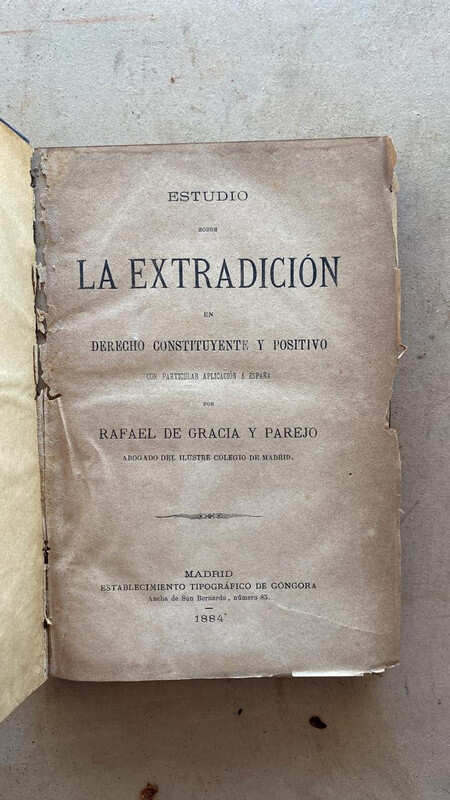 ESTUDIO
SOBRE
LA EXTRADICIÓN
EN
DERECHO CONSTITUYENTE Y POSITIVO
CON PARTICULAR APLICACIÓN Á ESPAÑA
POR
RAFAEL DE GRACIA Y PAREJO
ABOGADO DEL ILUSTRE COLEGIO DE MADRID.
MADRID
ESTABLECIMIENTO TIPOGRÁFICO DE GÓNGORA
Ancha de San Bernardo, número 85.
1884